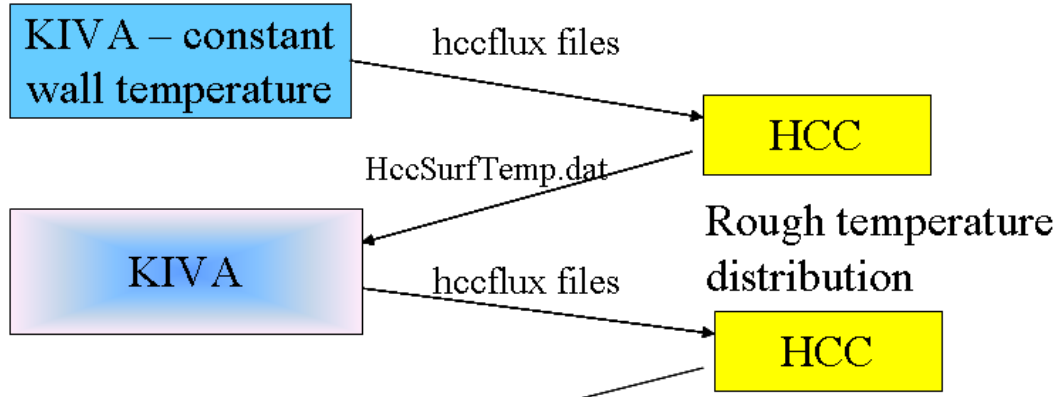 KIVA – constant
wall temperature
hccflux files
HCC
HccSurfTemp.dat
Rough temperature
distribution
KIVA
hccflux files
HCC